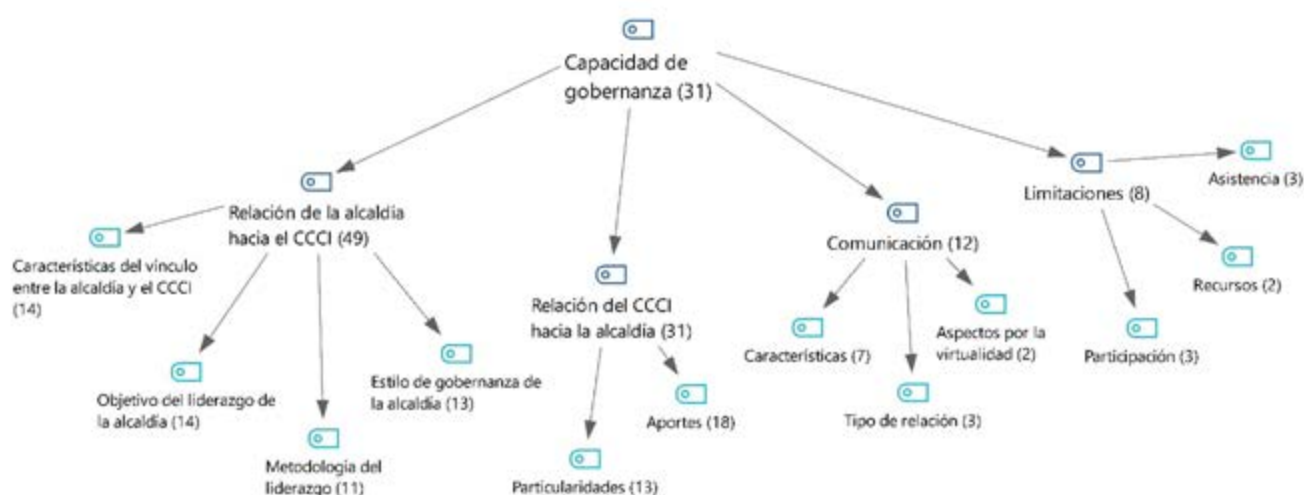 Capacidad de
gobernanza (31)
Relación de la alcaldía
hacia el CCCI (49)
Características del vínculo
entre la alcaldía y el CCCI
(14)
Objetivo del liderazgo de
la alcaldía (14)
Metodología del
liderazgo (11)
Estilo de gobernanza de
la alcaldía (13)
Relación del CCCI
hacia la alcaldía (31)
Particularidades (13)
Aportes (18)
Comunicación (12)
Características (7)
Tipo de relación (3)
Aspectos por la
virtualidad (2)
Limitaciones (8)
Asistencia (3)
Recursos (2)
Participación (3)